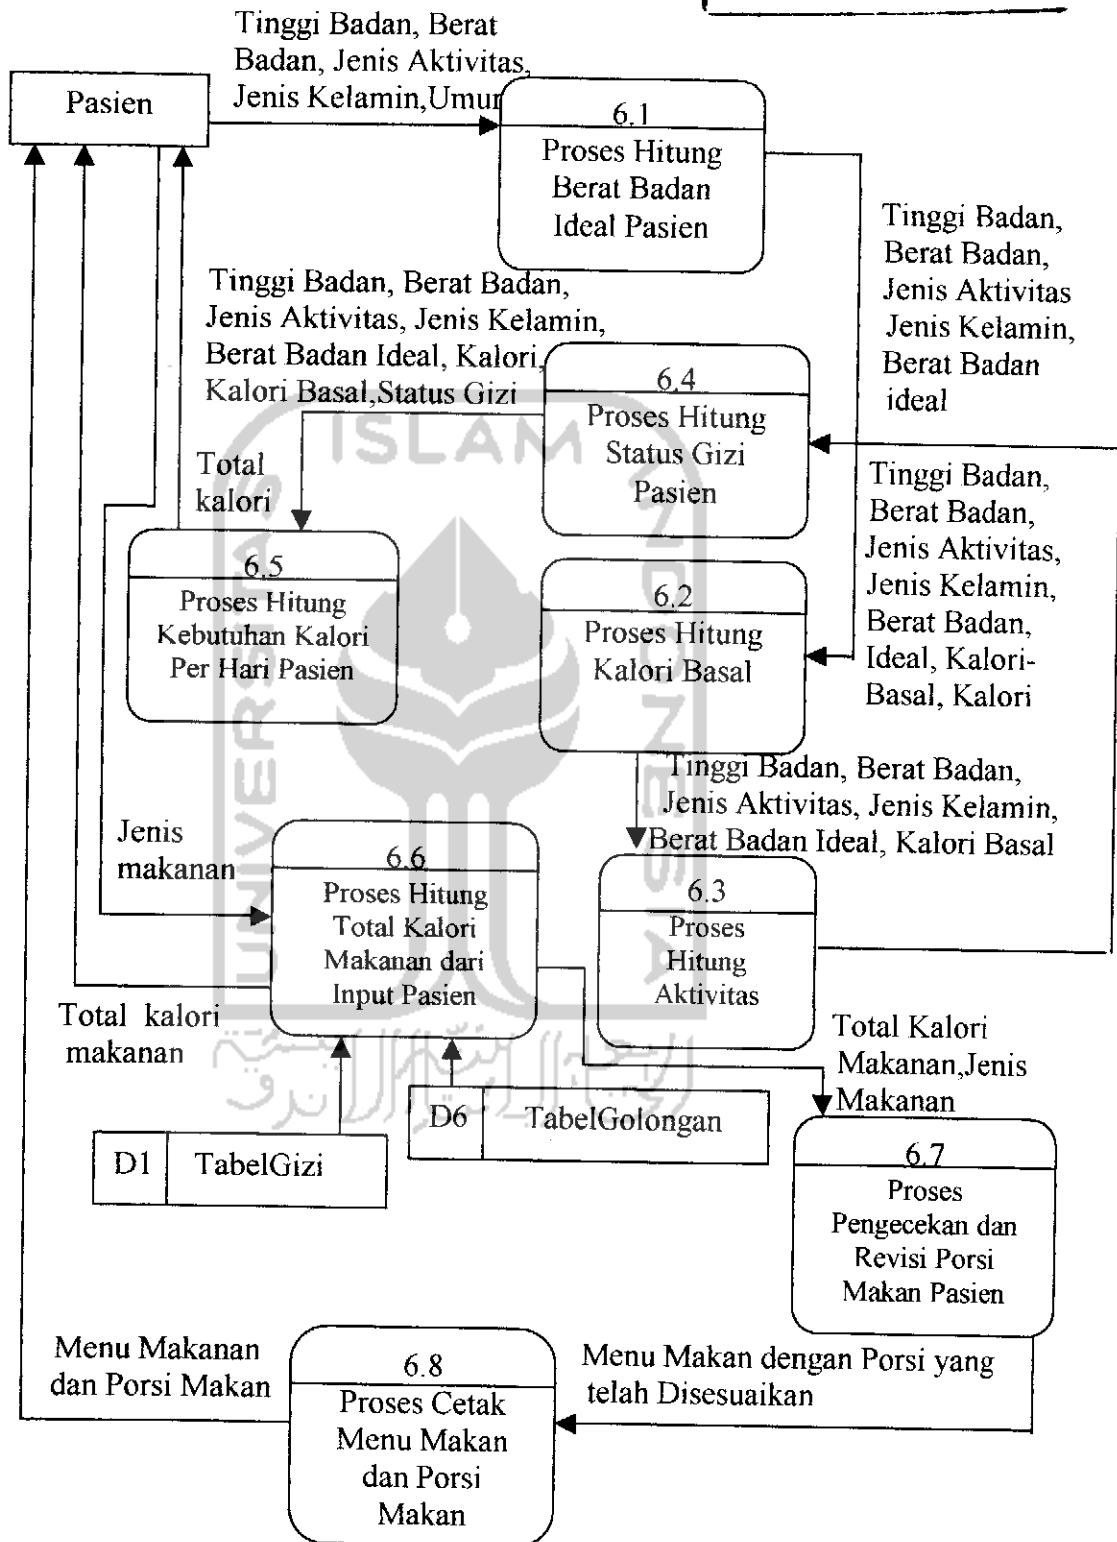 Tinggi Badan, Berat
Badan, Jenis Aktivitas,
Jenis Kelamin,Umur
Pasien
6.1
Proses Hitung
Berat Badan
Ideal Pasien
Tinggi Badan,
Berat Badan,
Jenis Aktivitas
Jenis Kelamin,
Berat Badan
ideal
Tinggi Badan, Berat Badan,
Jenis Aktivitas, Jenis Kelamin,
Berat Badan Ideal, Kalori,
Kalori Basal,Status Gizi
6.4
Proses Hitung
Status Gizi
Pasien
Total
kalori
Tinggi Badan,
Berat Badan,
Jenis Aktivitas,
Jenis Kelamin,
Berat Badan,
Ideal, Kalori-
Basal, Kalori
6.5
Proses Hitung
Kebutuhan Kalori
Per Hari Pasien
6.2
Proses Hitung
Kalori Basal
Tinggi Badan, Berat Badan,
Jenis Aktivitas, Jenis Kelamin,
Berat Badan Ideal, Kalori Basal
Jenis
makanan
6.6
Proses Hitung
Total Kalori
Makanan dari
Input Pasien
6.3
Proses
Hitung
Aktivitas
Total kalori
makanan
Total Kalori
Makanan,Jenis
Makanan
D6 TabelGolongan
D1 TabelGizi
6.7
Proses
Pengecekan dan
Revisi Porsi
Makan Pasien
Menu Makanan
dan Porsi Makan
6.8
Proses Cetak
Menu Makan
dan Porsi
Makan
Menu Makan dengan Porsi yang
telah Disesuaikan
UNIVERSITAS
ISLAM
INDONESIA